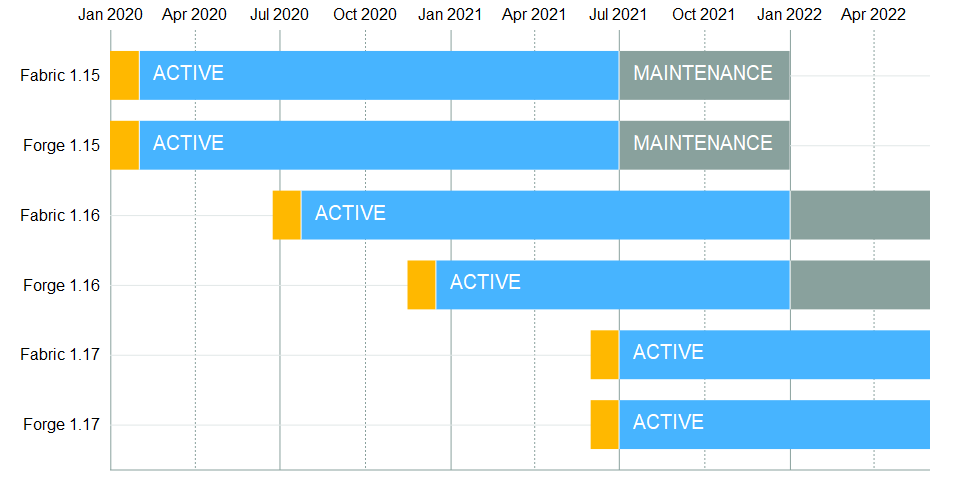 Jan 2020 Apr 2020 Jul 2020 Oct 2020 Jan 2021 Apr 2021 Jul 2021 Oct 2021 Jan 2022 Apr 2022
Fabric 1.15 ACTIVE MAINTENANCE
Forge 1.15 ACTIVE MAINTENANCE
Fabric 1.16 ACTIVE
Forge 1.16 ACTIVE
Fabric 1.17 ACTIVE
Forge 1.17 ACTIVE